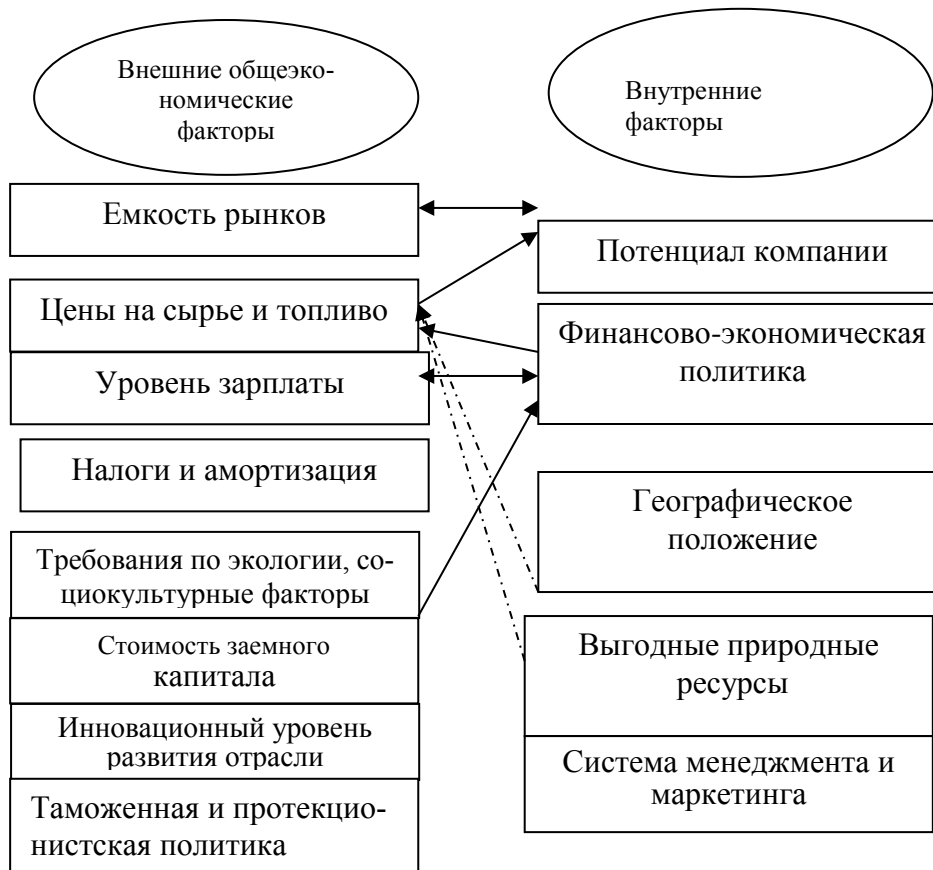 Внешние общеэко-
номические
факторы
Емкость рынков
Цены на сырье и топливо
Уровень зарплаты
Налоги и амортизация
Требования по экологии, со-
циокультурные факторы
Стоимость заемного
капитала
Инновационный уровень
развития отрасли
Таможенная и протекцио-
нистская политика
Внутренние
факторы
Потенциал компании
Финансово-экономическая
политика
Географическое
положение
Выгодные природные
ресурсы
Система менеджмента и
маркетинга